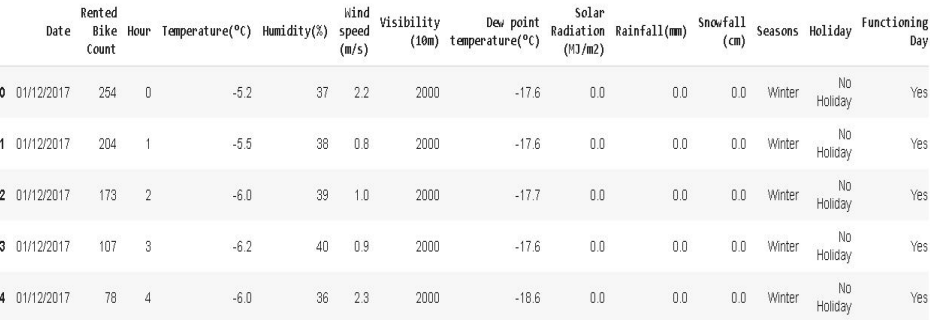 Date Rented Bike Count Hour Temperature(°C) Humidity(%) Wind speed (m/s) Visibility (10m) Dew point temperature(°C) Solar Radiation (MJ/m2) Rainfall(mm) Snowfall (cm) Seasons Holiday Functioning Day
0 01/12/2017 254 0 -5.2 37 2.2 2000 -17.6 0.0 0.0 0.0 Winter No Holiday Yes
1 01/12/2017 204 1 -5.5 38 0.8 2000 -17.6 0.0 0.0 0.0 Winter No Holiday Yes
2 01/12/2017 173 2 -6.0 39 1.0 2000 -17.7 0.0 0.0 0.0 Winter No Holiday Yes
3 01/12/2017 107 3 -6.2 40 0.9 2000 -17.6 0.0 0.0 0.0 Winter No Holiday Yes
4 01/12/2017 78 4 -6.0 36 2.3 2000 -18.6 0.0 0.0 0.0 Winter No Holiday Yes